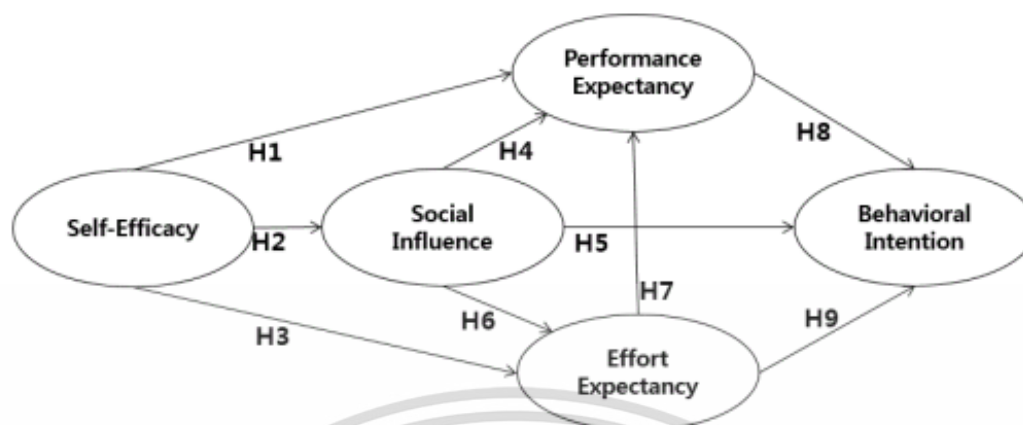 Performance
Expectancy
H1
H4
H8
Self-Efficacy
H2
Social
Influence
H5
Behavioral
Intention
H3
H6
H7
H9
Effort
Expectancy